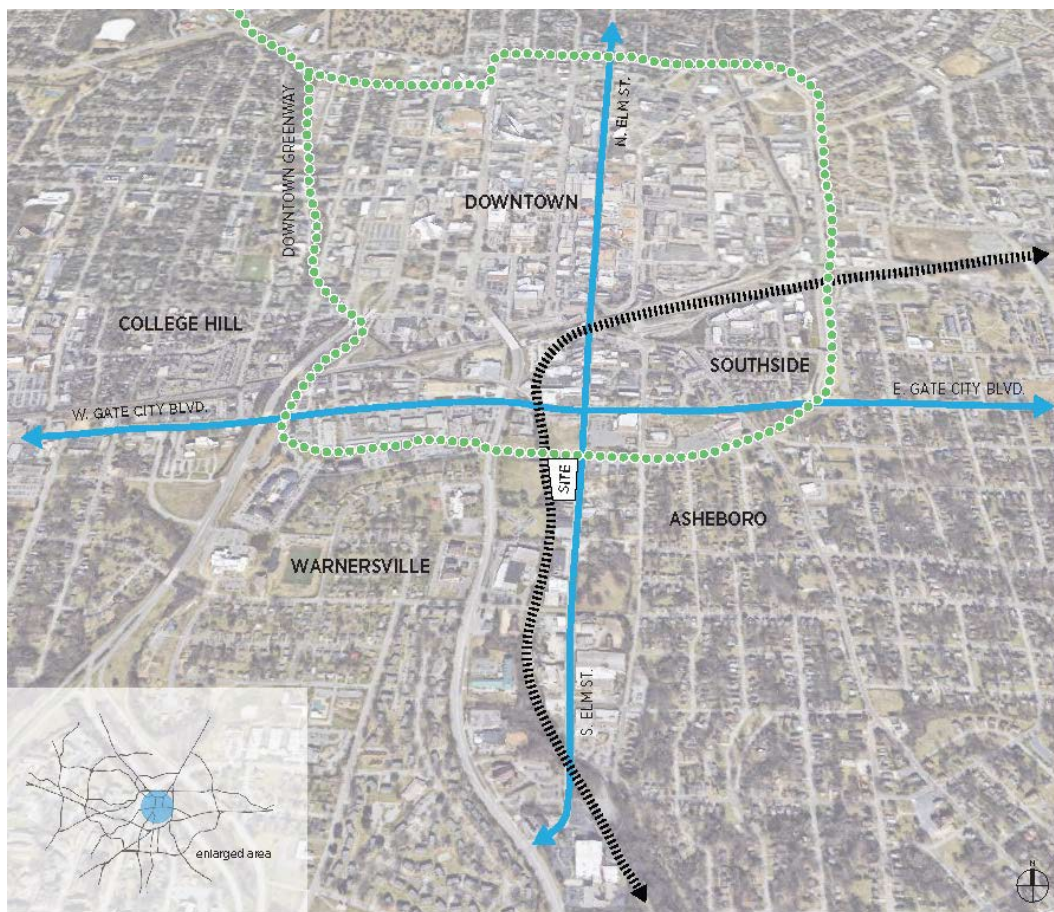 N. ELM ST.
DOWNTOWN GREENWAY
DOWNTOWN
COLLEGE HILL
SOUTHSIDE
W. GATE CITY BLVD.
E. GATE CITY BLVD.
SITE
ASHEBORO
WARNERSVILLE
S. ELM ST.
enlarged area
N